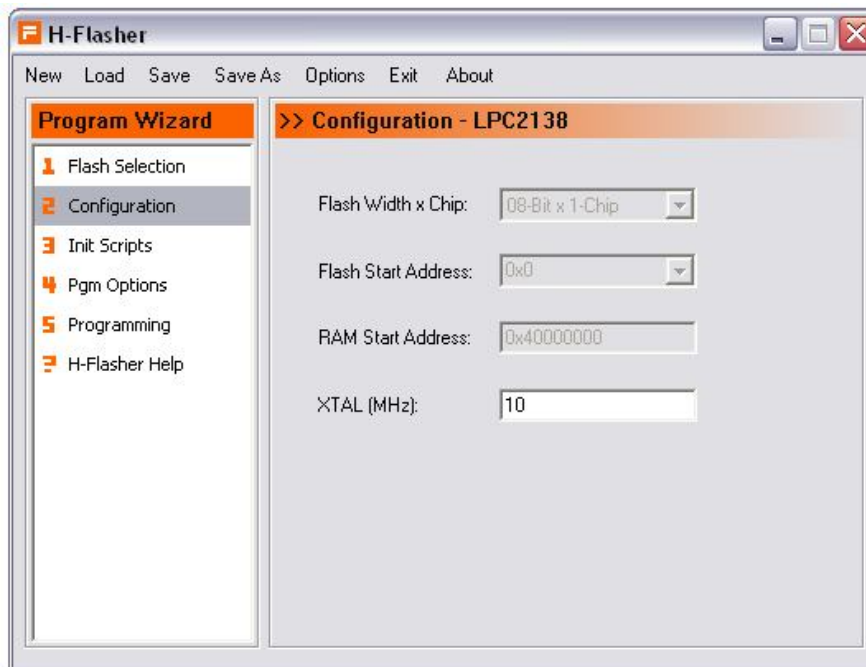 H-Flasher
New Load Save Save As Options Exit About
Program Wizard
1 Flash Selection
2 Configuration
3 Init Scripts
4 Pgm Options
5 Programming
? H-Flasher Help
>> Configuration - LPC2138
Flash Width x Chip: 08-Bit x 1-Chip
Flash Start Address: 0x0
RAM Start Address: 0x40000000
XTAL (MHz): 10